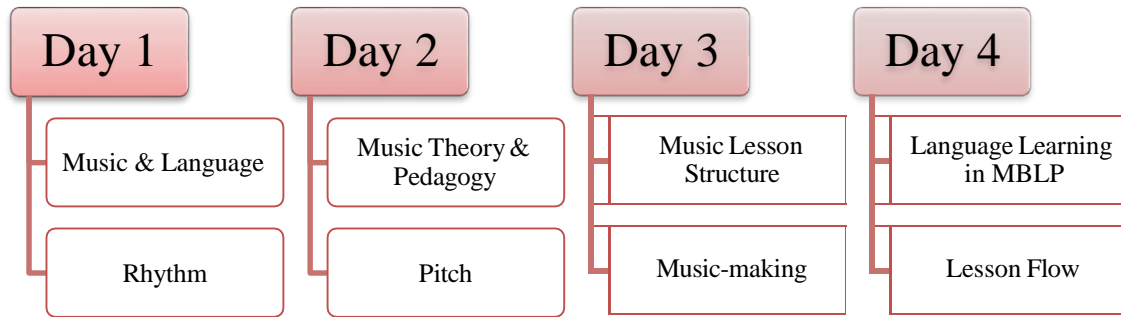 Day 1
Music & Language
Rhythm
Day 2
Music Theory &
Pedagogy
Pitch
Day 3
Music Lesson
Structure
Music-making
Day 4
Language Learning
in MBLP
Lesson Flow